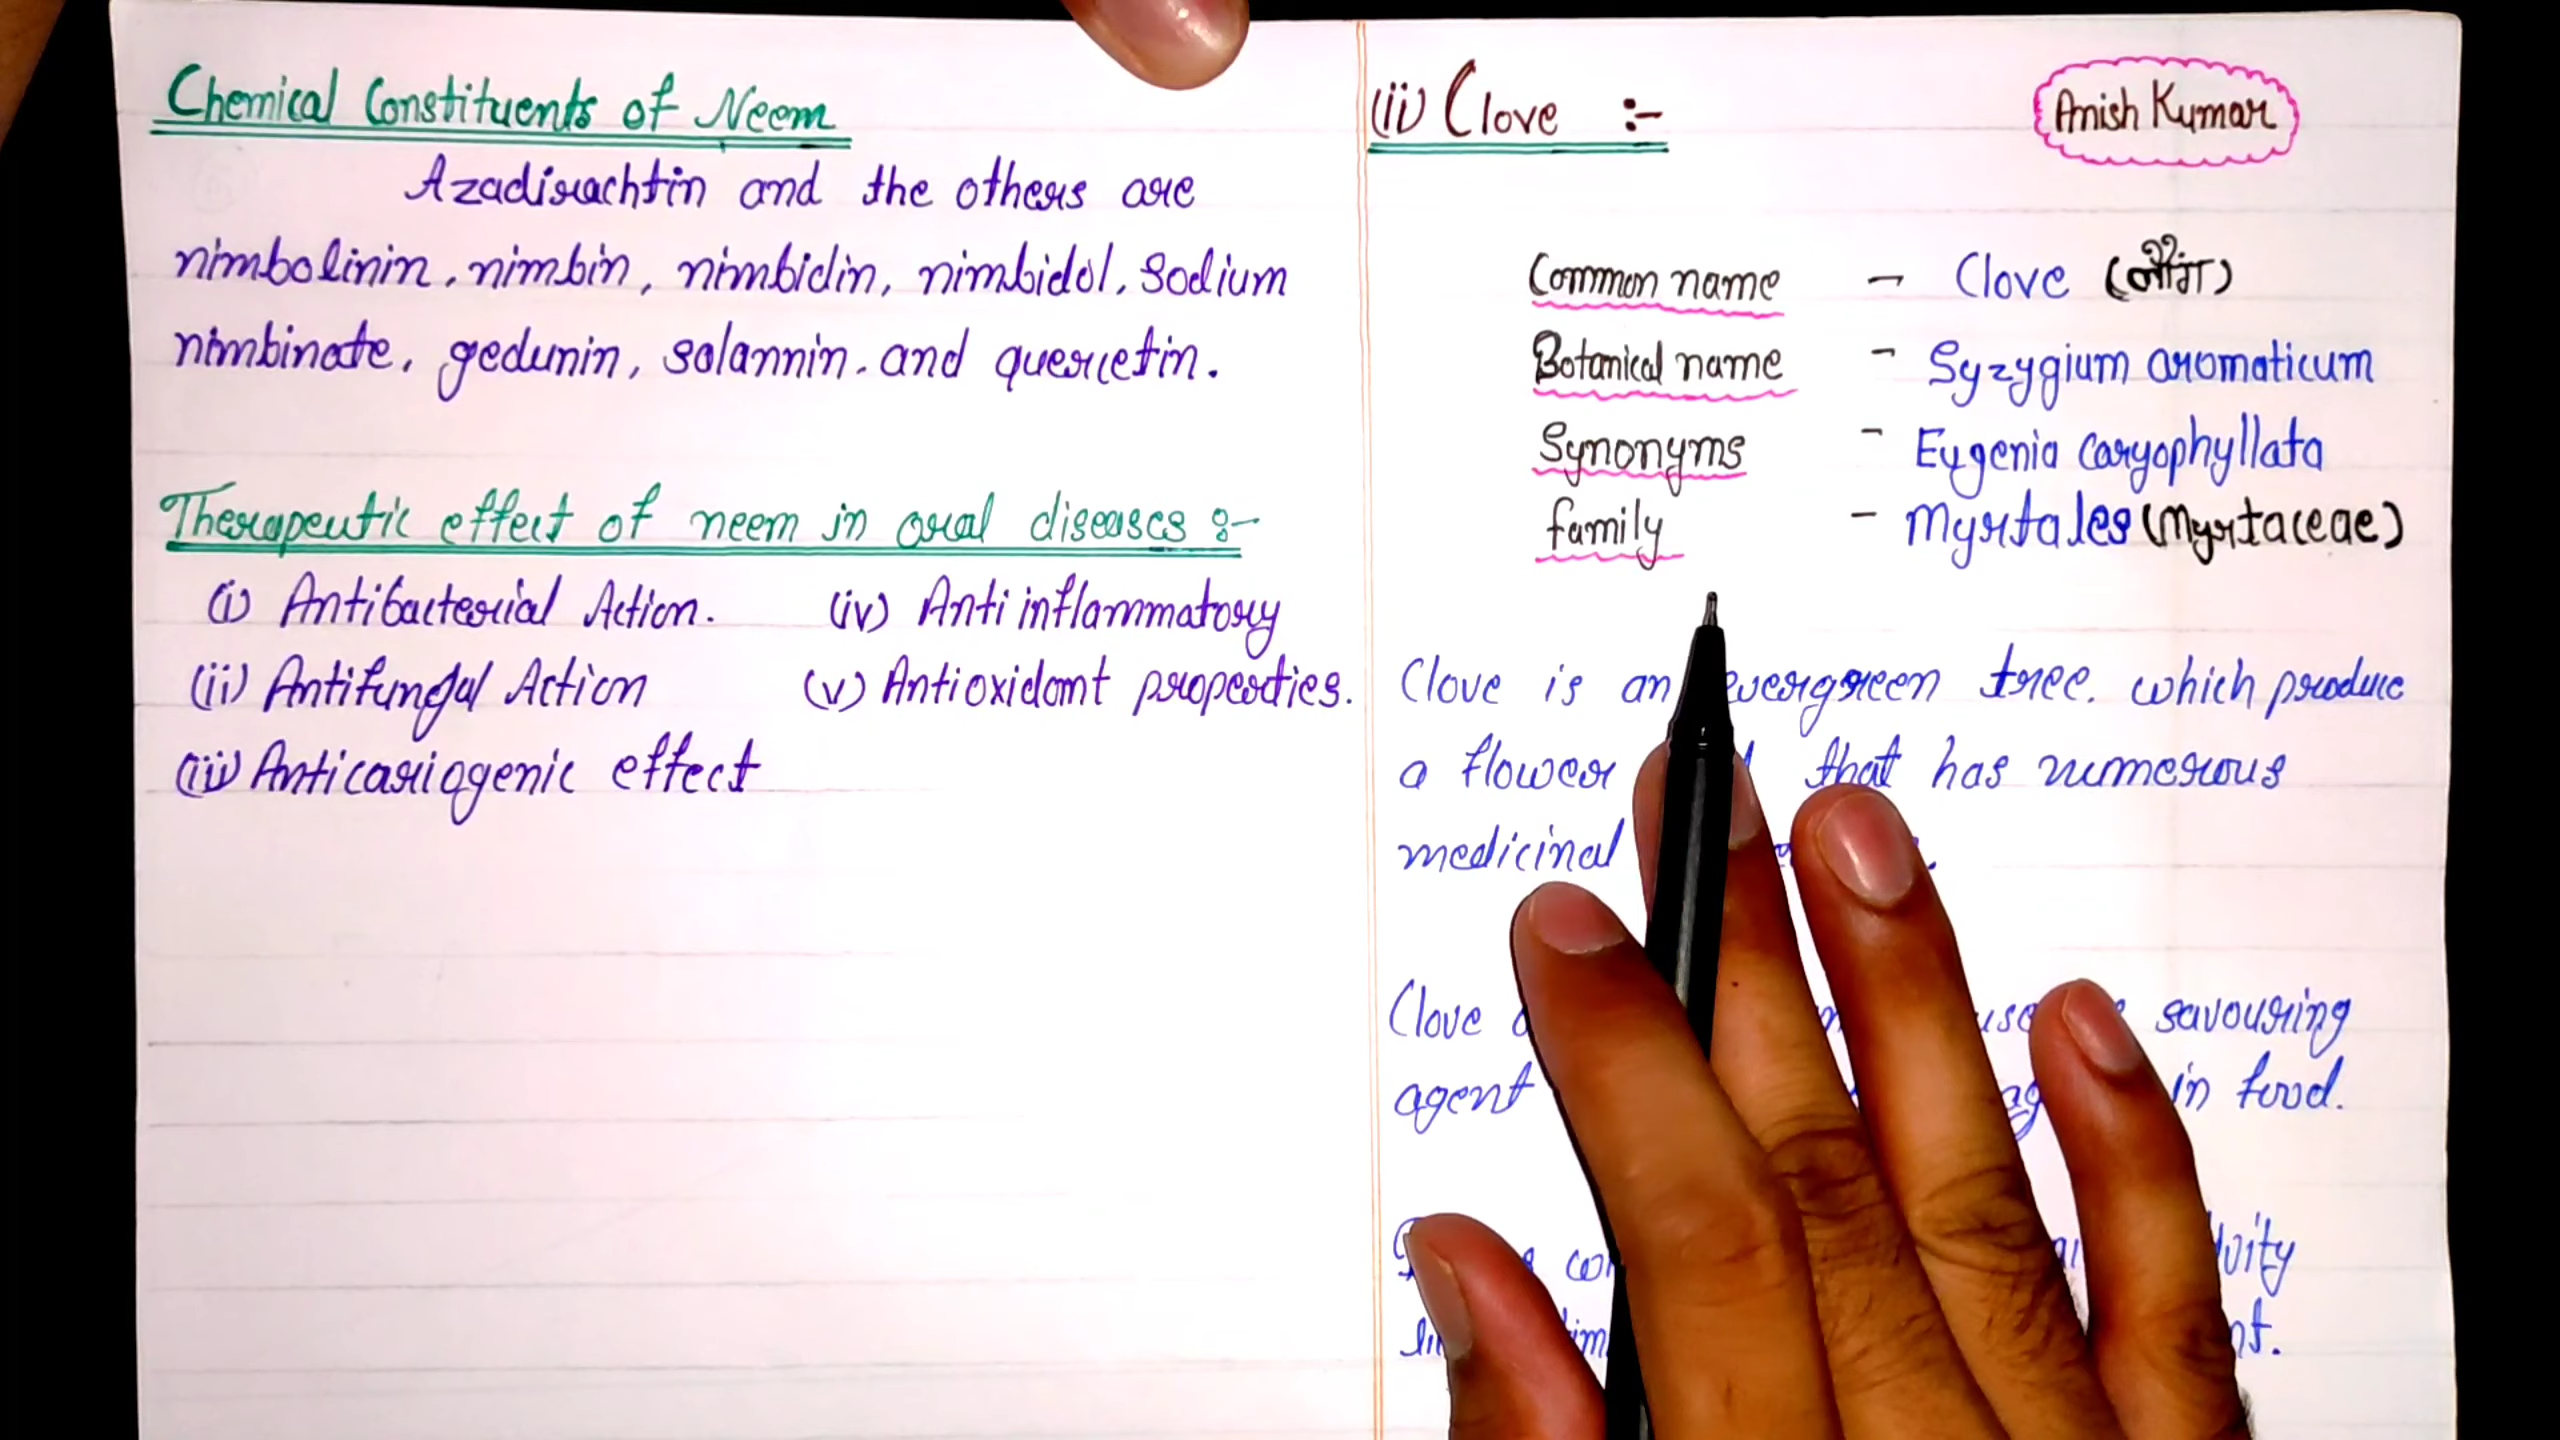 Chemical Constituents of Neem
Azadirachtin and the others are
nimbolinin, nimbin, nimbidin, nimbidol, Sodium
nimbinate, gedunin, salannin, and quercetin.
Therapeutic effect of neem in oral diseases :-
(i) Antibacterial Action.
(ii) Antifungal Action
(iii) Anticariogenic effect
(iv) Anti inflammatory
(v) Antioxidant properties.
(ii) Clove :-
Anish Kumar
Common name - Clove (लौंग)
Botanical name - Syzygium aromaticum
Synonyms - Eygenia caryophyllata
family - Myrtales (Myrtaceae)
Clove is an evergreen tree. which produce
a flower that has numerous
medicinal
Clove savouring
agent in food.